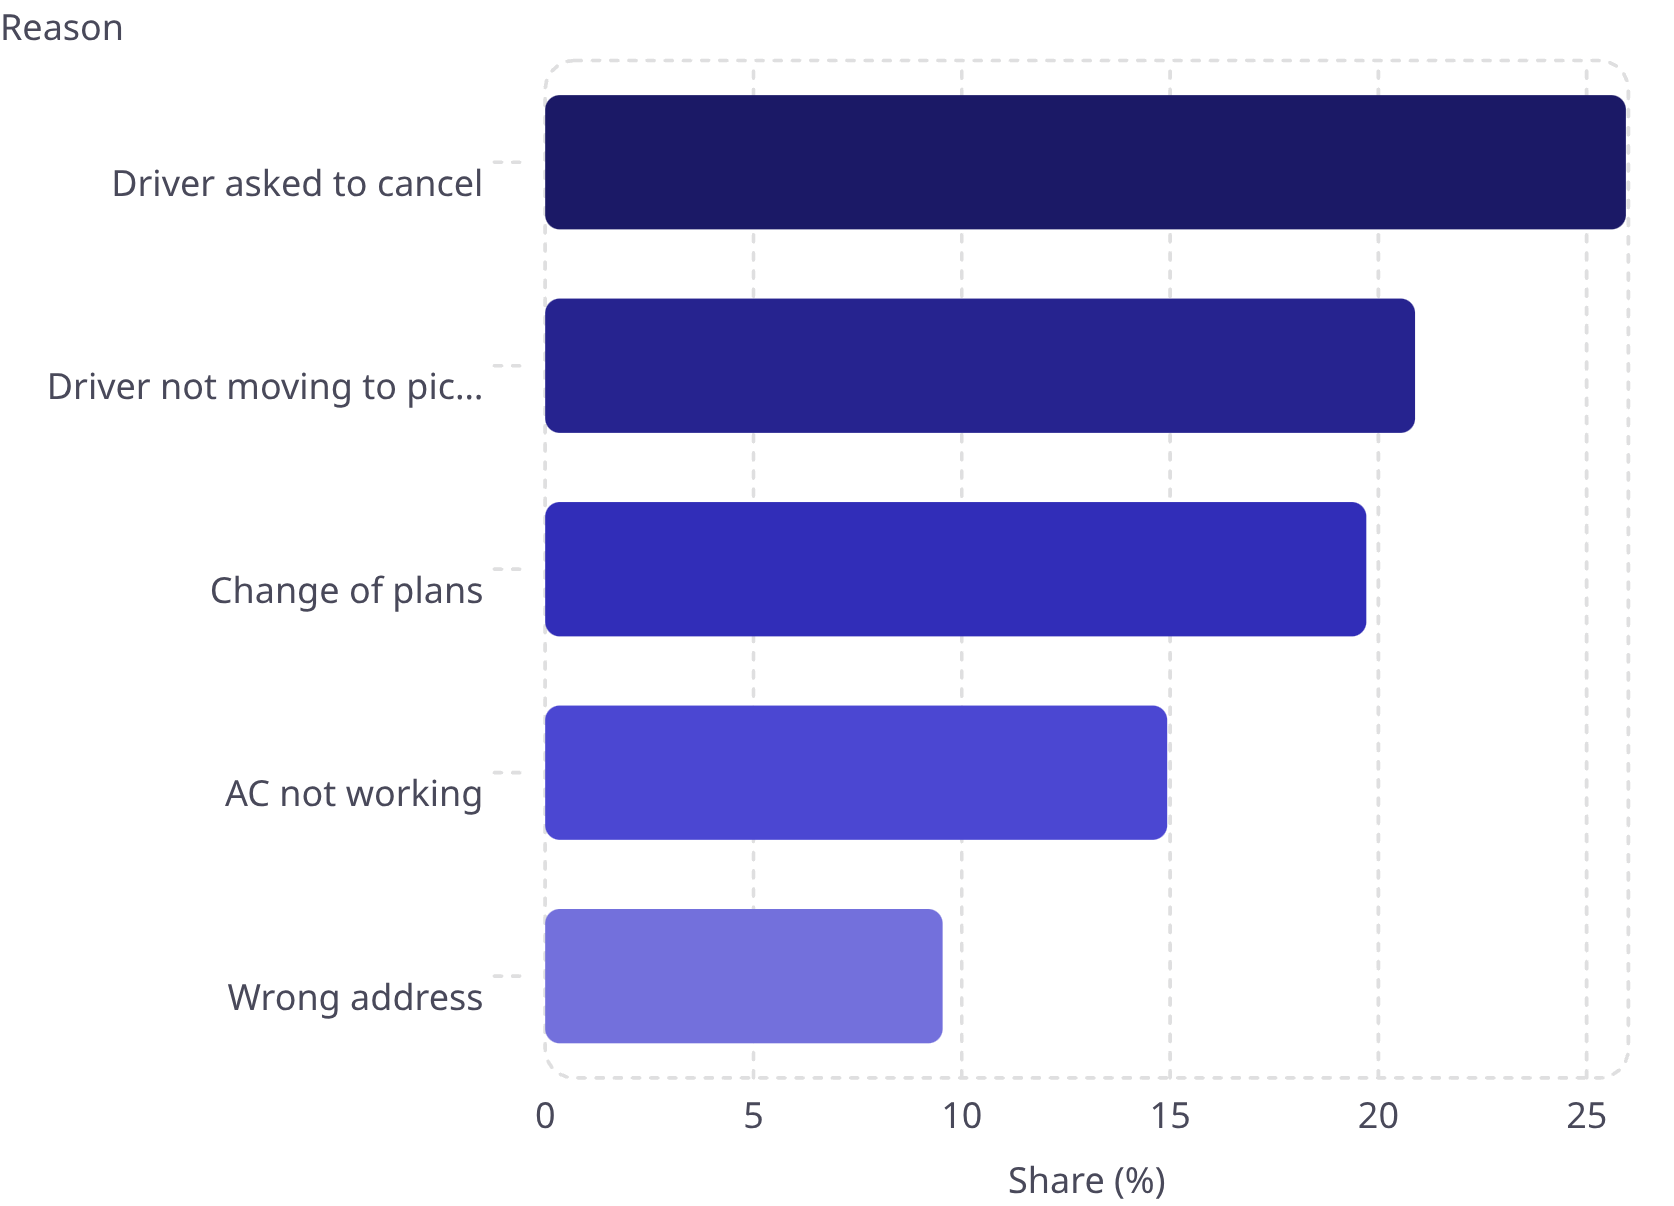 Reason
Driver asked to cancel
Driver not moving to pic...
Change of plans
AC not working
Wrong address
0 5 10 15 20 25
Share (%)